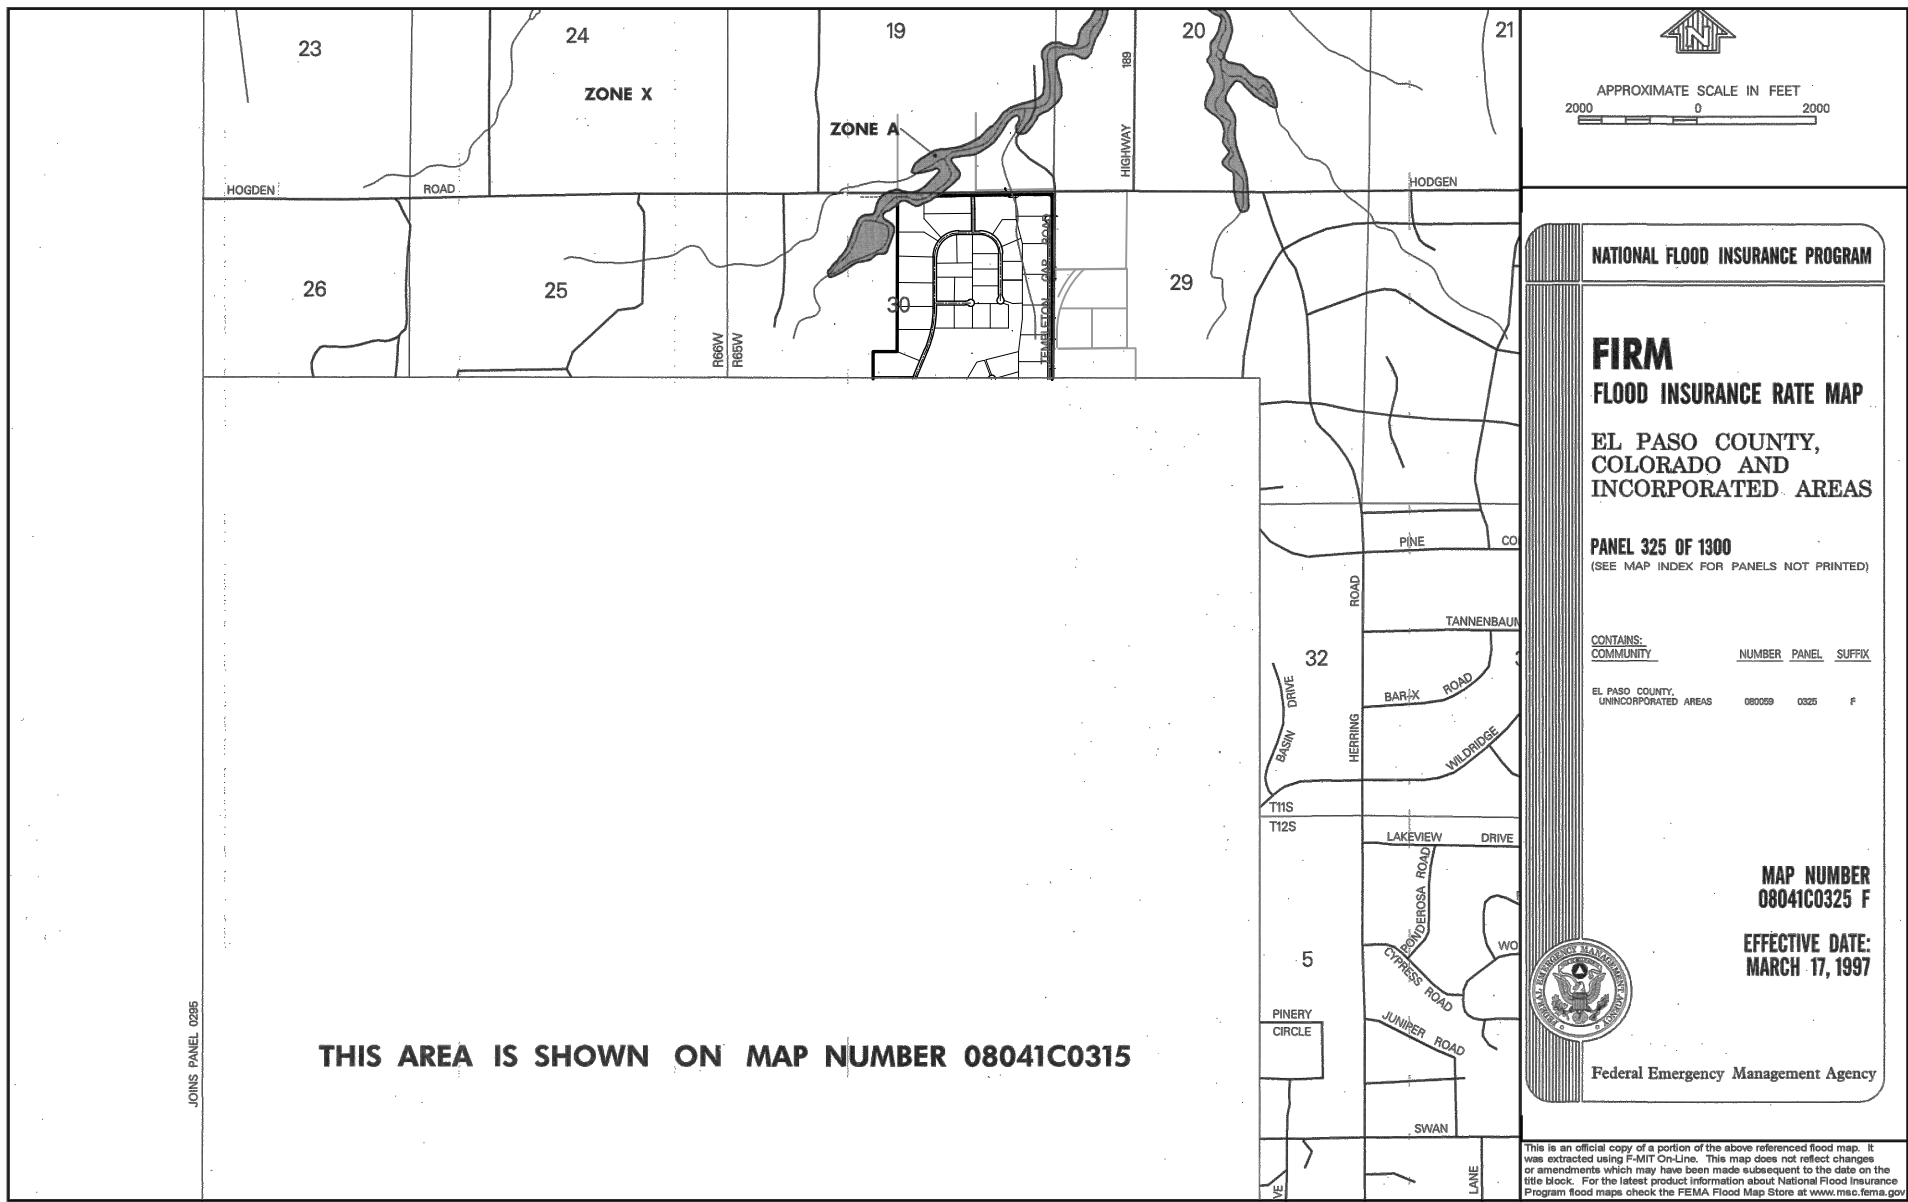 23
24
19
20
21
ZONE X
ZONE A
HIGHWAY 189
HOGDEN ROAD
HODGEN
26
25
30
29
R66W
R65W
TEMPLETON GAP ROAD
PINE CO
ROAD
TANNENBAUM
32
BASIN DRIVE
BAR-X ROAD
HERRING
WILDRIDGE
T11S
T12S
LAKEVIEW DRIVE
PONDEROSA ROAD
CYPRESS ROAD
WO
5
PINERY
CIRCLE
JUNIPER ROAD
SWAN
LANE
VE
JOINS PANEL 0295
THIS AREA IS SHOWN ON MAP NUMBER 08041C0315
N
APPROXIMATE SCALE IN FEET
2000 0 2000
NATIONAL FLOOD INSURANCE PROGRAM
FIRM
FLOOD INSURANCE RATE MAP
EL PASO COUNTY,
COLORADO AND
INCORPORATED AREAS
PANEL 325 OF 1300
(SEE MAP INDEX FOR PANELS NOT PRINTED)
CONTAINS:
COMMUNITY NUMBER PANEL SUFFIX
EL PASO COUNTY,
UNINCORPORATED AREAS 080059 0325 F
MAP NUMBER
08041C0325 F
EFFECTIVE DATE:
MARCH 17, 1997
FEDERAL EMERGENCY MANAGEMENT AGENCY
Federal Emergency Management Agency
This is an official copy of a portion of the above referenced flood map. It
was extracted using F-MIT On-Line. This map does not reflect changes
or amendments which may have been made subsequent to the date on the
title block. For the latest product information about National Flood Insurance
Program flood maps check the FEMA Flood Map Store at www.msc.fema.gov